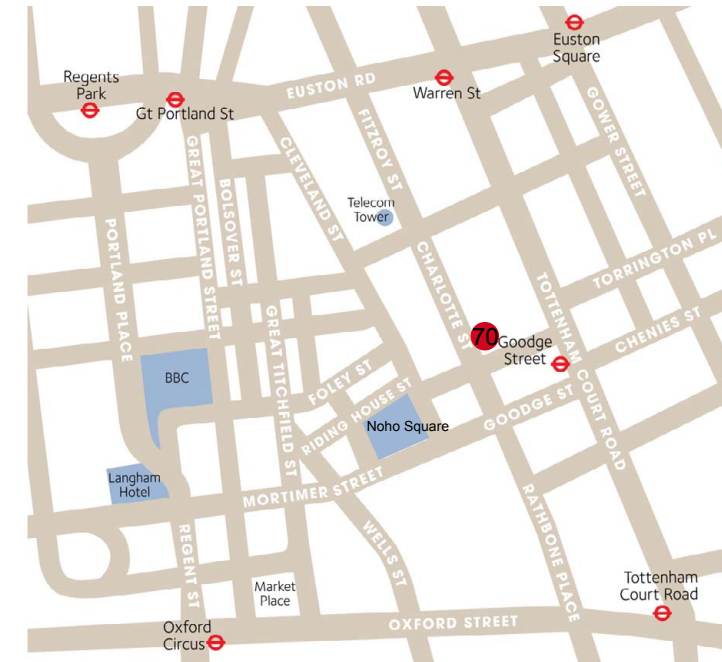 Euston
Square
Regents
Park
EUSTON RD
Warren St
Gt Portland St
GOWER STREET
FITZROY ST
CLEVELAND ST
GREAT PORTLAND STREET
BOLSOVER ST
Telecom
Tower
PORTLAND PLACE
CHARLOTTE ST
TORRINGTON PL
TOTTENHAM COURT ROAD
GREAT TITCHFIELD ST
70
Goodge
Street
CHENIES ST
BBC
FOLEY ST
RIDING HOUSE ST
GOODGE ST
Noho Square
Langham
Hotel
MORTIMER STREET
RATHBONE PLACE
REGENT ST
WELLS ST
Market
Place
Tottenham
Court Road
Oxford
Circus
OXFORD STREET